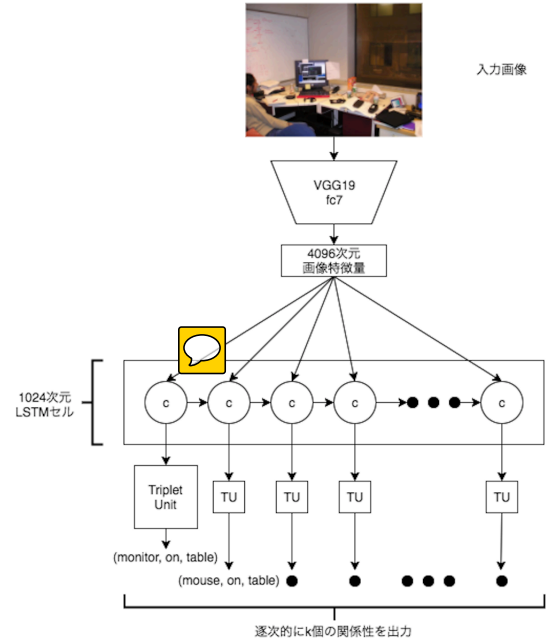 入力画像
VGG19
fc7
4096次元
画像特徴量
1024次元
LSTMセル
c
c
c
c
c
Triplet
Unit
TU
TU
TU
TU
(monitor, on, table)
(mouse, on, table)
逐次的にk個の関係性を出力